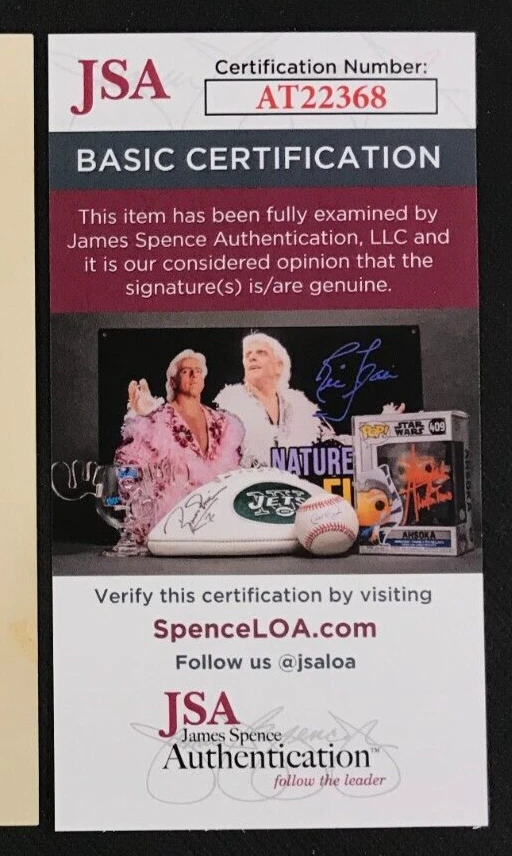 JSA
Certification Number:
AT22368
BASIC CERTIFICATION
This item has been fully examined by
James Spence Authentication, LLC and
it is our considered opinion that the
signature(s) is/are genuine.
NATURE
JETS
POP!
STAR
WARS
409
AHSOKA
Verify this certification by visiting
SpenceLOA.com
Follow us @jsaloa
JSA
James Spence
Authentication™
follow the leader